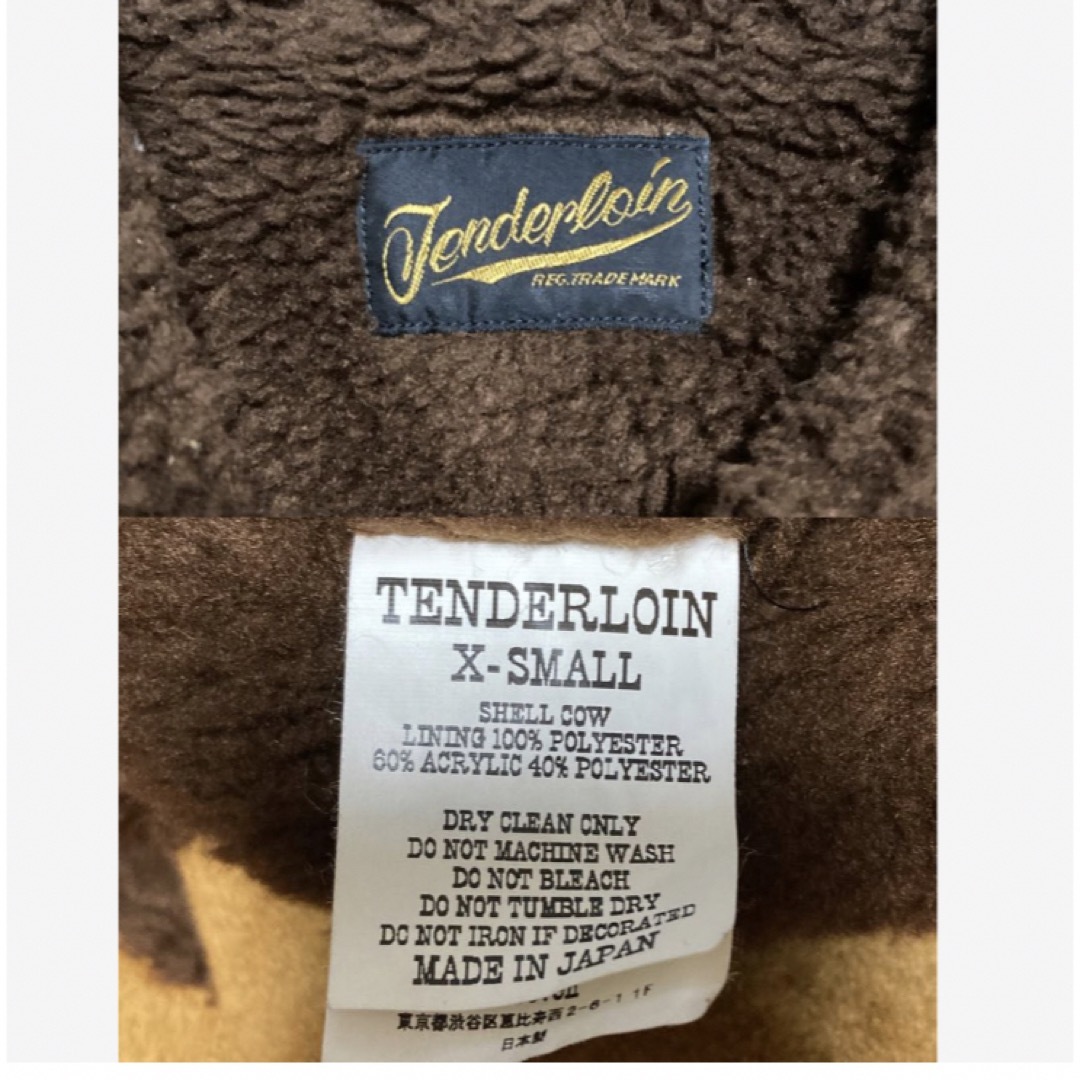 Tenderloin
REG.TRADE MARK
TENDERLOIN
X-SMALL
SHELL COW
LINING 100% POLYESTER
60% ACRYLIC 40% POLYESTER
DRY CLEAN ONLY
DO NOT MACHINE WASH
DO NOT BLEACH
DO NOT TUMBLE DRY
DO NOT IRON IF DECORATED
MADE IN JAPAN
東京都渋谷区恵比寿西2-6-1 1F
日本製